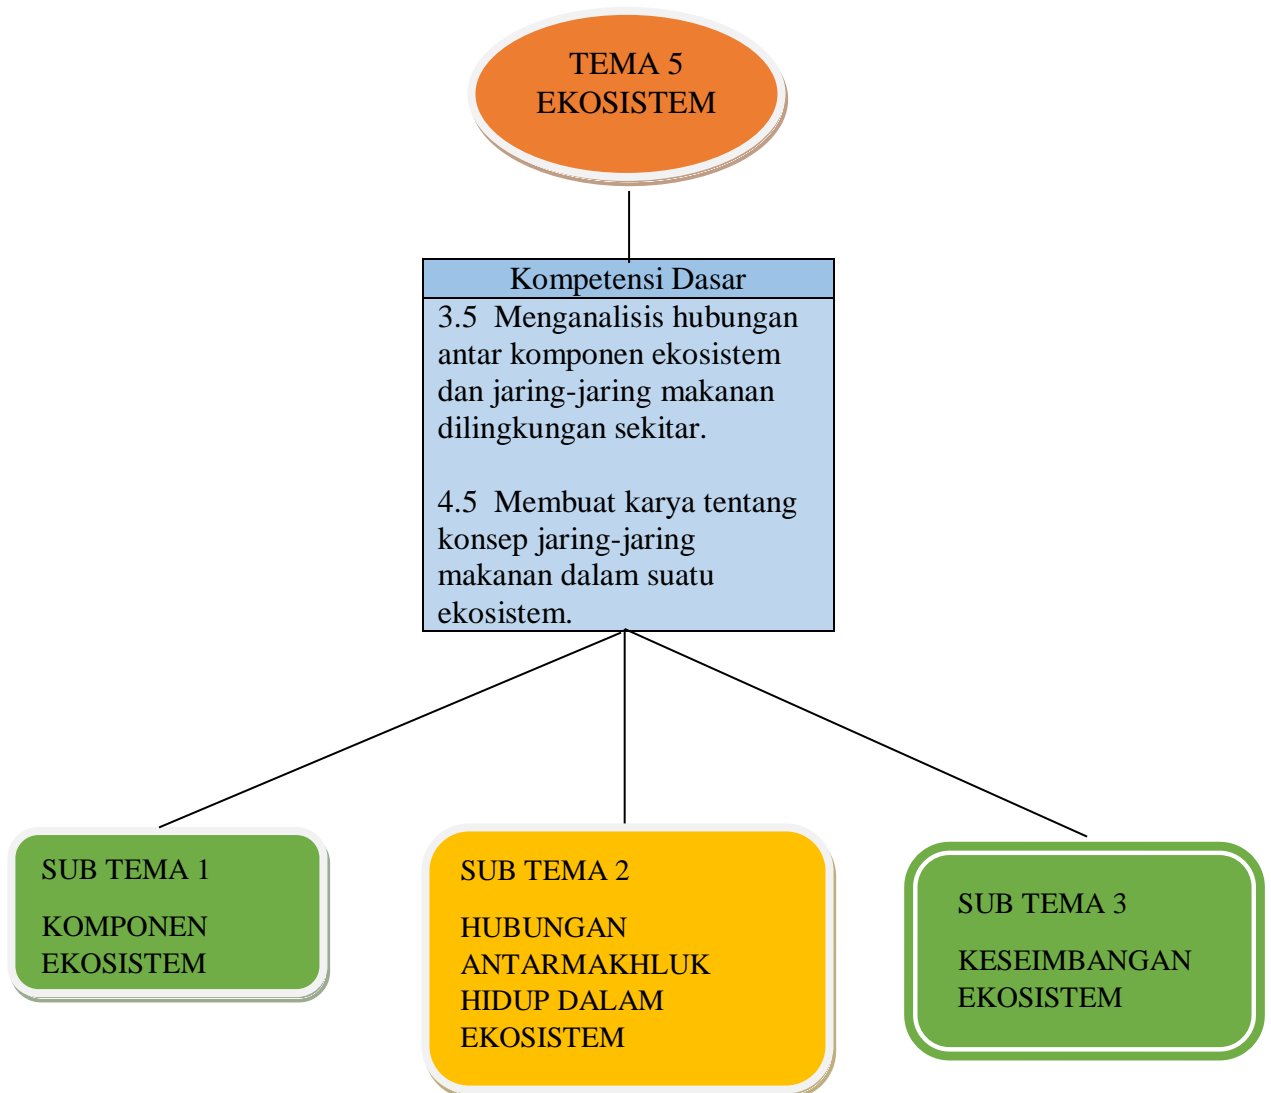 TEMA 5
EKOSISTEM
Kompetensi Dasar
3.5 Menganalisis hubungan
antar komponen ekosistem
dan jaring-jaring makanan
dilingkungan sekitar.
4.5 Membuat karya tentang
konsep jaring-jaring
makanan dalam suatu
ekosistem.
SUB TEMA 1
KOMPONEN
EKOSISTEM
SUB TEMA 2
HUBUNGAN
ANTARMAKHLUK
HIDUP DALAM
EKOSISTEM
SUB TEMA 3
KESEIMBANGAN
EKOSISTEM